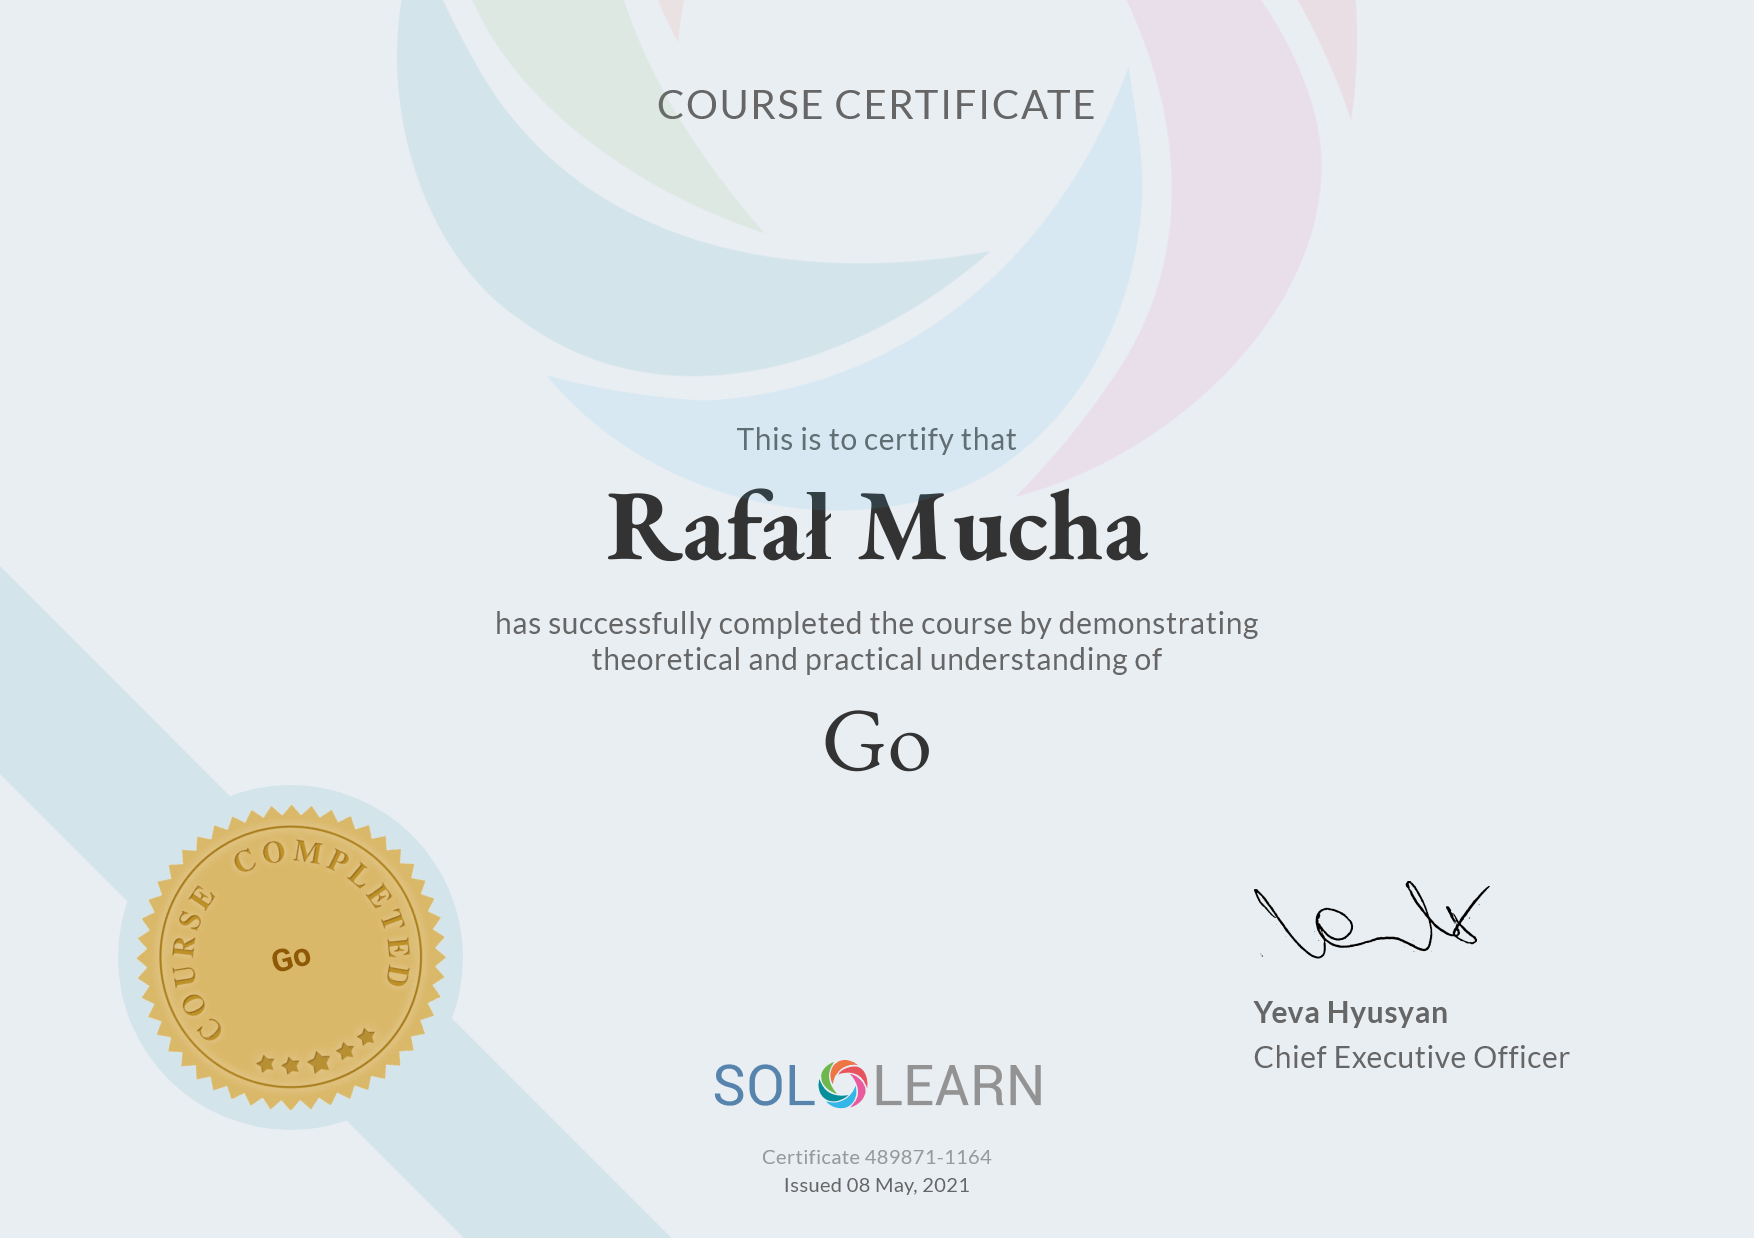 COURSE CERTIFICATE
This is to certify that
Rafał Mucha
has successfully completed the course by demonstrating
theoretical and practical understanding of
Go
COURSE COMPLETED
Go
Yeva Hyusyan
Chief Executive Officer
SOLOLEARN
Certificate 489871-1164
Issued 08 May, 2021